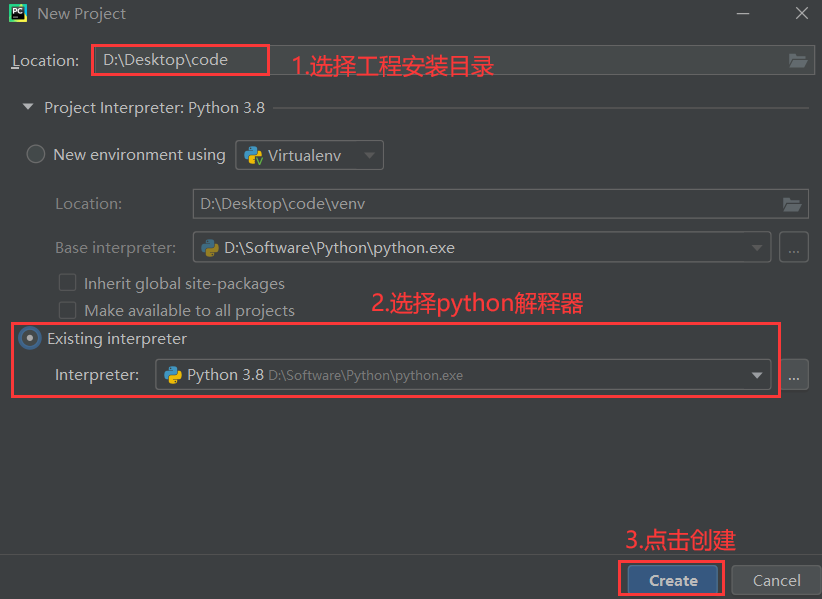 PC New Project
Location: D:\Desktop\code 1.选择工程安装目录
Project Interpreter: Python 3.8
New environment using Virtualenv
Location: D:\Desktop\code\venv
Base interpreter: D:\Software\Python\python.exe ...
Inherit global site-packages
Make available to all projects
2.选择python解释器
Existing interpreter
Interpreter: Python 3.8 D:\Software\Python\python.exe ...
3.点击创建
Create Cancel